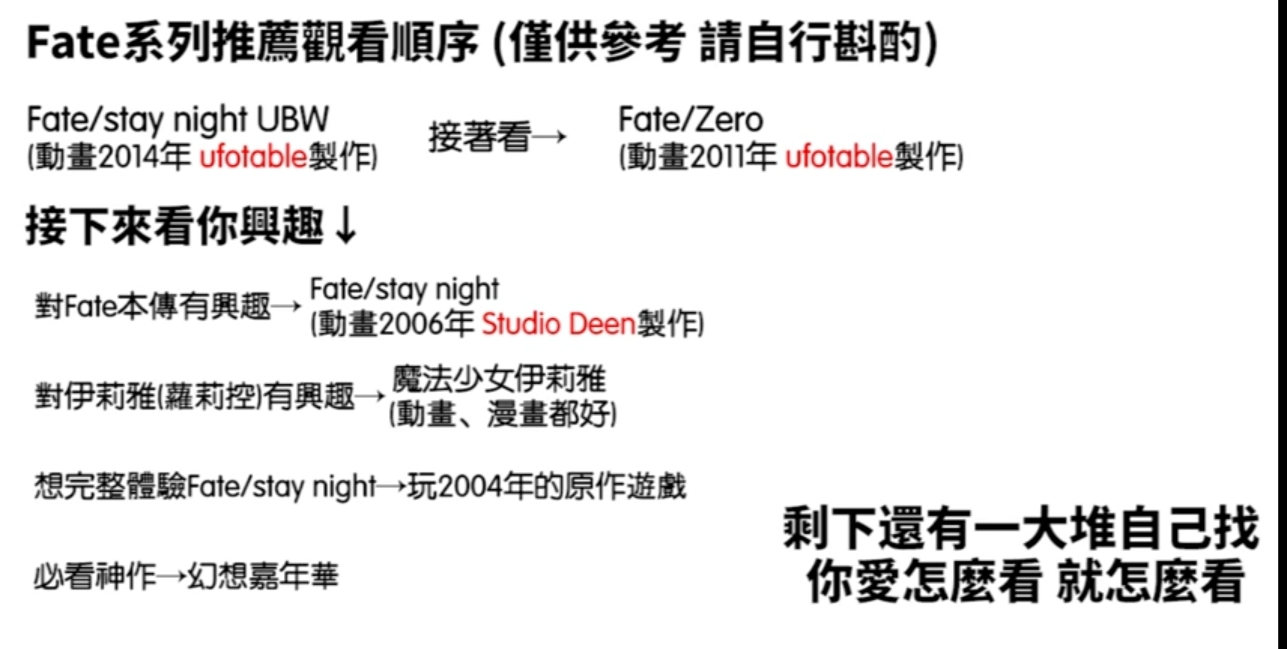 Fate系列推薦觀看順序 (僅供參考 請自行斟酌)
Fate/stay night UBW
(動畫2014年 ufotable製作)
接著看→
Fate/Zero
(動畫2011年 ufotable製作)
接下來看你興趣↓
對Fate本傳有興趣→
Fate/stay night
(動畫2006年 Studio Deen製作)
對伊莉雅(蘿莉控)有興趣→
魔法少女伊莉雅
(動畫、漫畫都好)
想完整體驗Fate/stay night→玩2004年的原作遊戲
必看神作→幻想嘉年華
剩下還有一大堆自己找
你愛怎麼看 就怎麼看